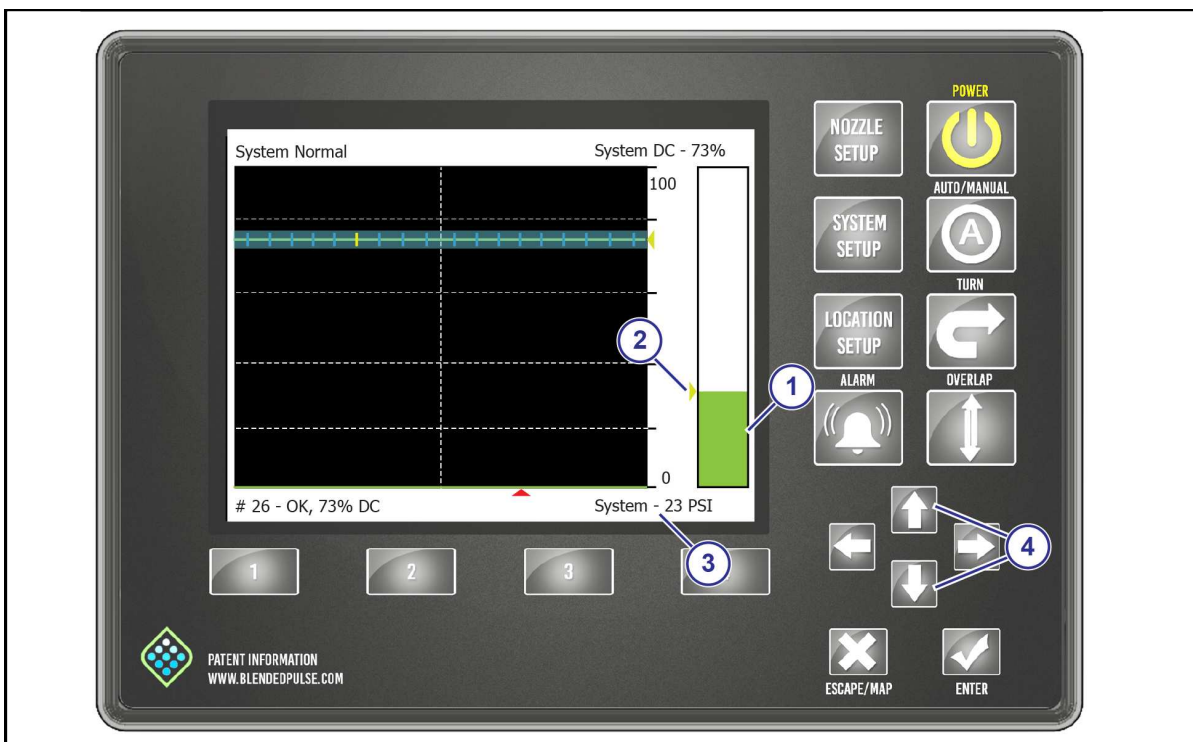 System Normal
System DC - 73%
100
0
# 26 - OK, 73% DC
System - 23 PSI
1
2
3
4
1
2
3
PATENT INFORMATION
WWW.BLENDEDPULSE.COM
NOZZLE
SETUP
POWER
AUTO/MANUAL
SYSTEM
SETUP
A
TURN
LOCATION
SETUP
ALARM
OVERLAP
ESCAPE/MAP
ENTER